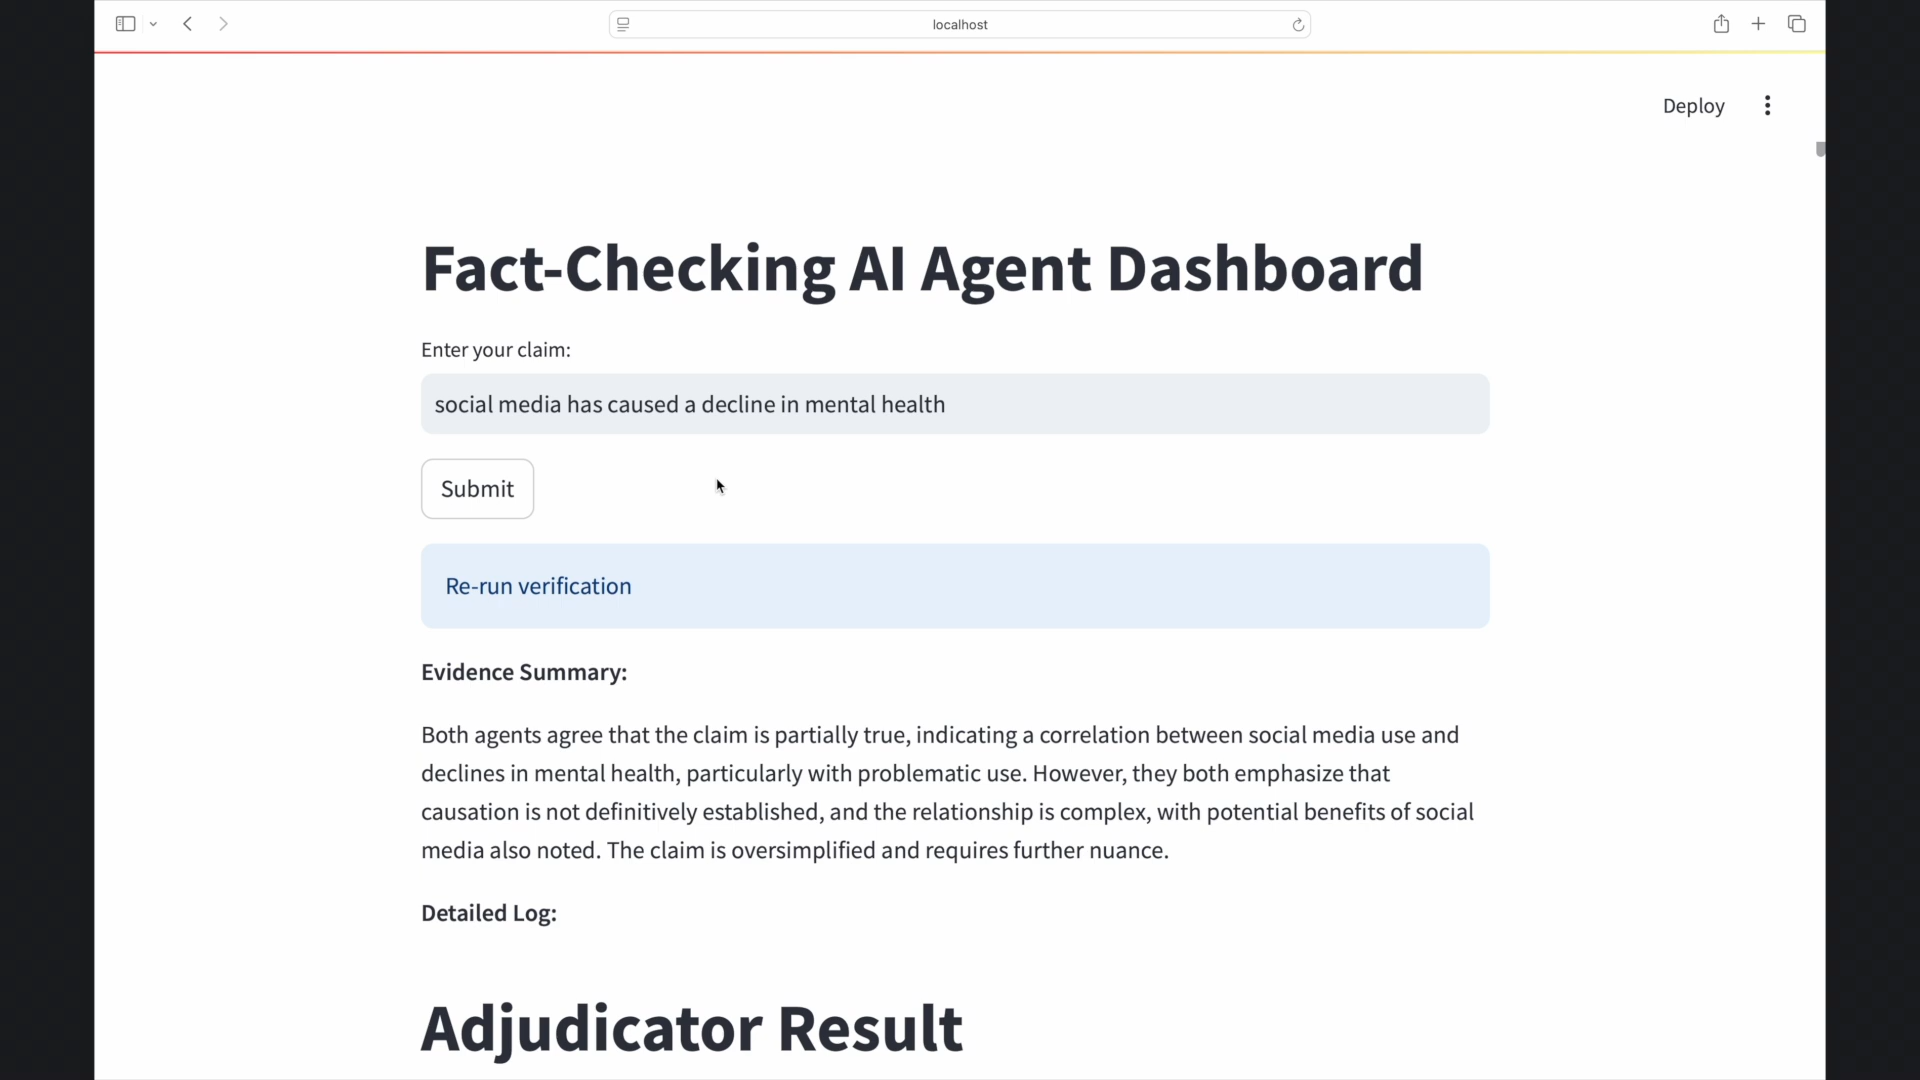 localhost
Deploy
Fact-Checking AI Agent Dashboard
Enter your claim:
social media has caused a decline in mental health
Submit
Re-run verification
Evidence Summary:
Both agents agree that the claim is partially true, indicating a correlation between social media use and
declines in mental health, particularly with problematic use. However, they both emphasize that
causation is not definitively established, and the relationship is complex, with potential benefits of social
media also noted. The claim is oversimplified and requires further nuance.
Detailed Log:
Adjudicator Result